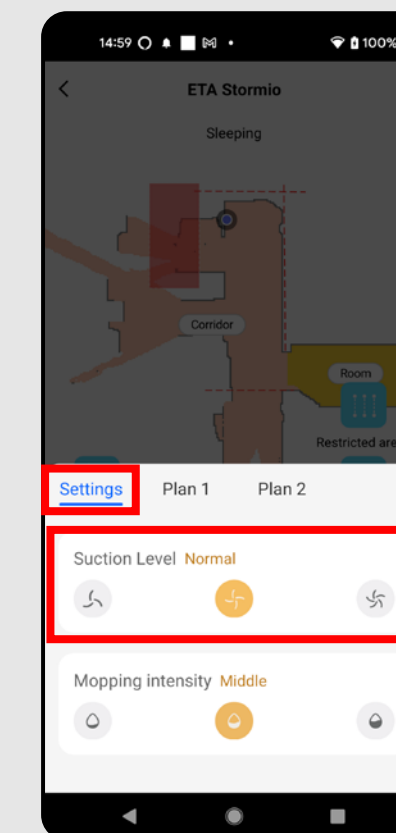 14:59 100%
ETA Stormio
Sleeping
Corridor
Room
Restricted are
Settings Plan 1 Plan 2
Suction Level Normal
Mopping intensity Middle